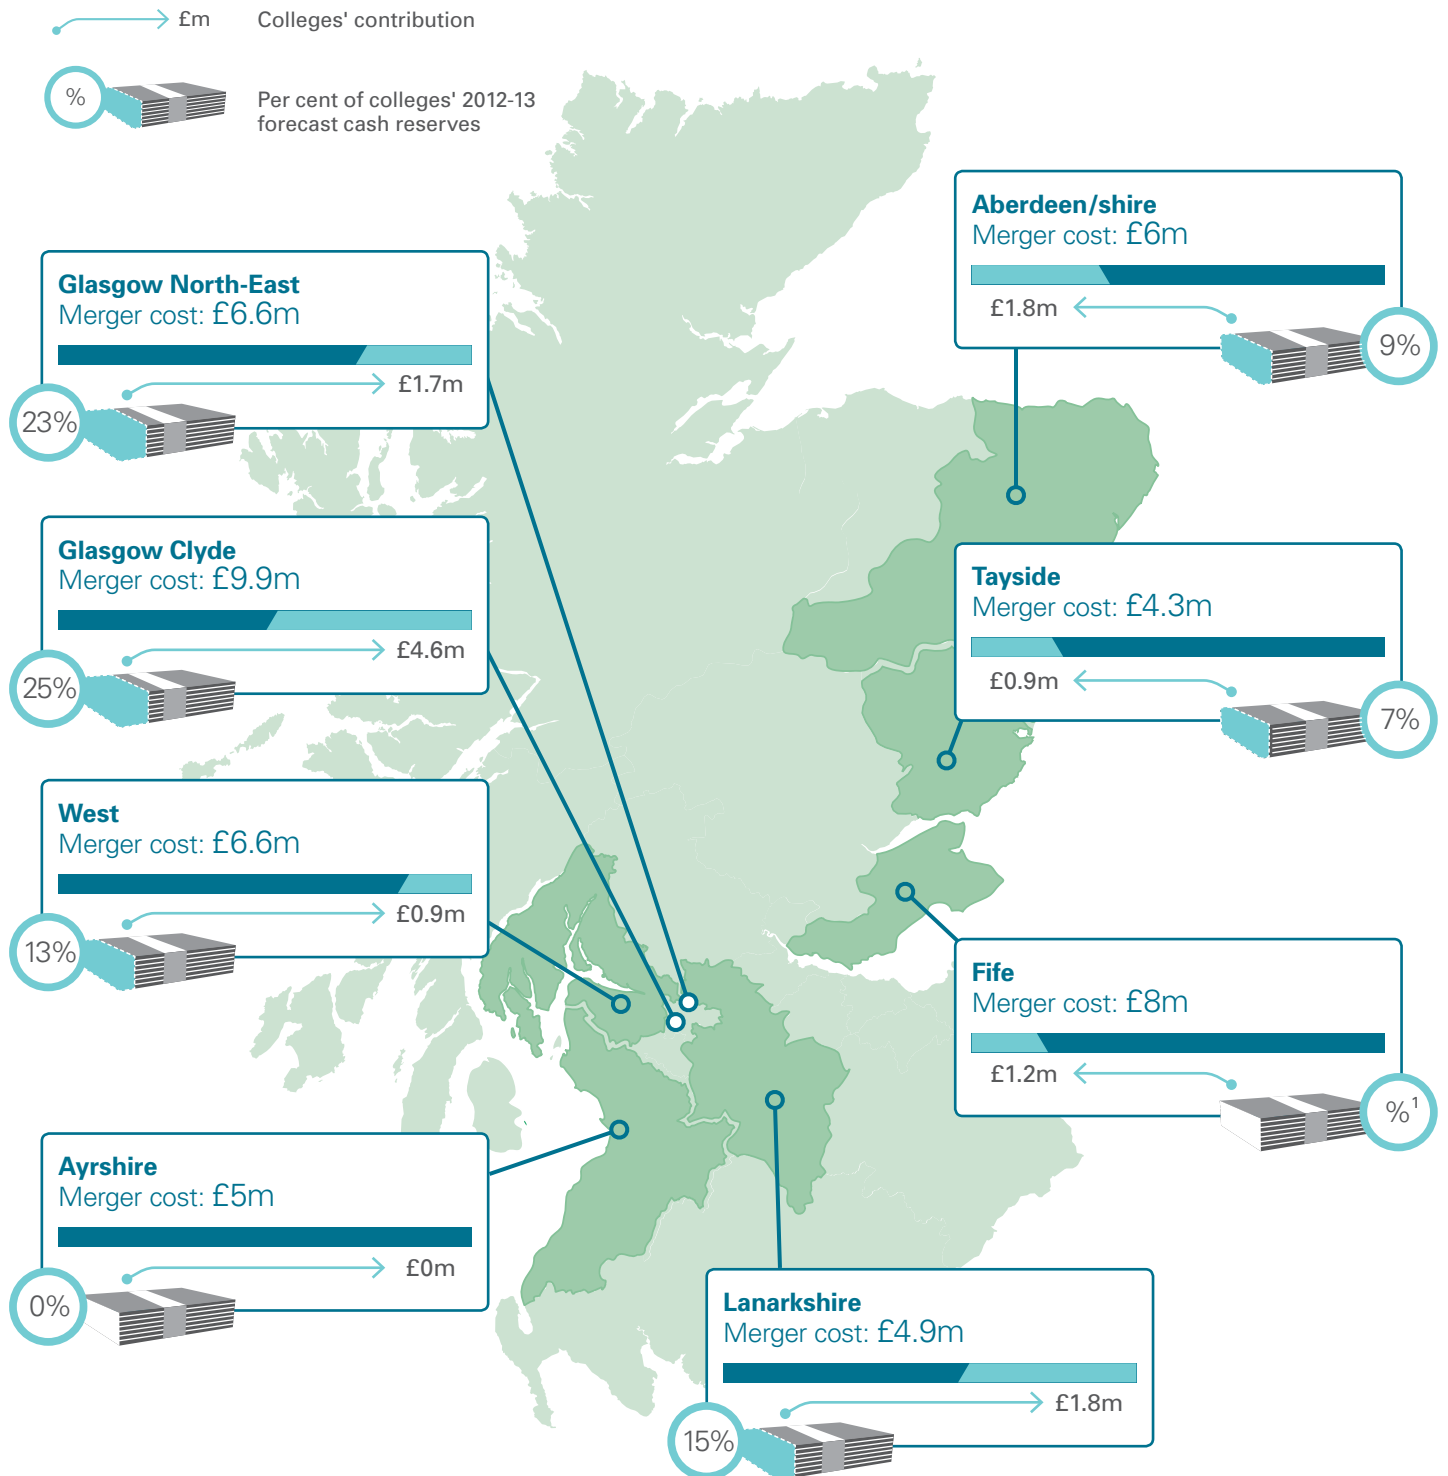 £m
Colleges' contribution
%
Per cent of colleges' 2012-13
forecast cash reserves
Glasgow North-East
Merger cost: £6.6m
£1.7m
23%
Glasgow Clyde
Merger cost: £9.9m
£4.6m
25%
West
Merger cost: £6.6m
£0.9m
13%
Ayrshire
Merger cost: £5m
£0m
0%
Aberdeen/shire
Merger cost: £6m
£1.8m
9%
Tayside
Merger cost: £4.3m
£0.9m
7%
Fife
Merger cost: £8m
£1.2m
%¹
Lanarkshire
Merger cost: £4.9m
£1.8m
15%